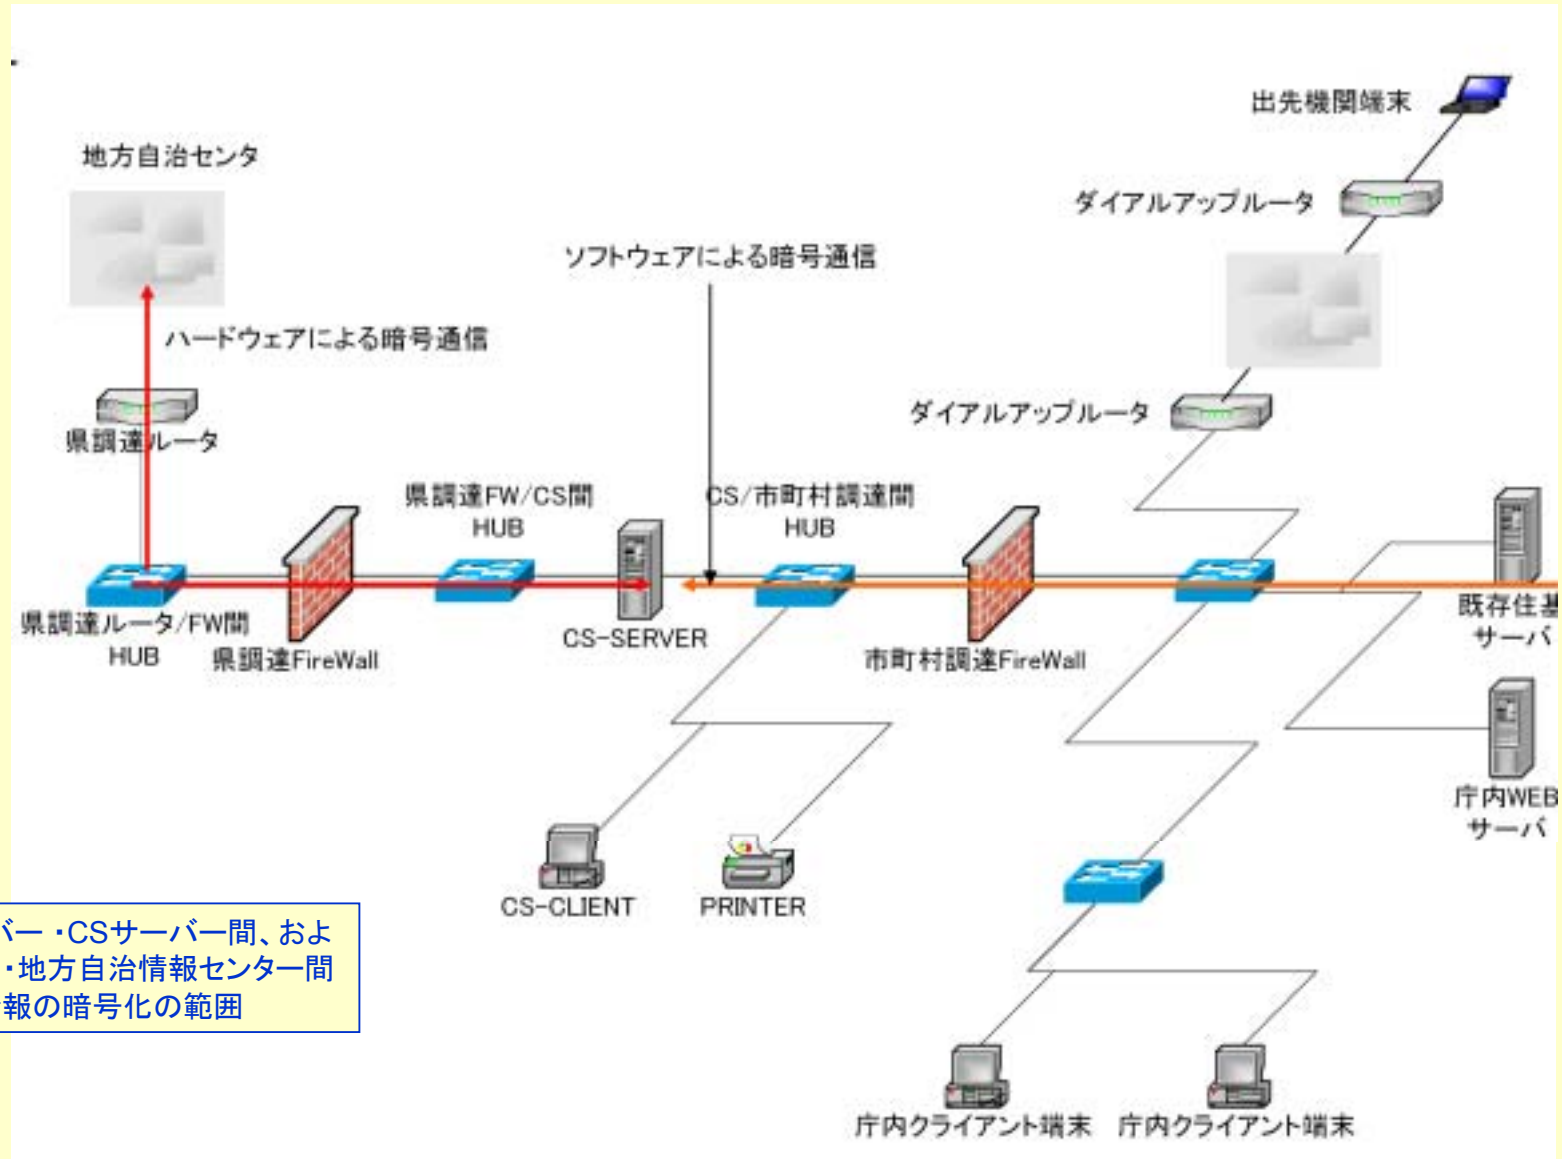 出先機関端末
地方自治センタ
ダイアルアップルータ
ソフトウェアによる暗号通信
ハードウェアによる暗号通信
ダイアルアップルータ
県調達ルータ
県調達FW/CS間
HUB
CS/市町村調達間
HUB
既存住基
サーバ
県調達ルータ/FW間
HUB
県調達FireWall
CS-SERVER
市町村調達FireWall
庁内WEB
サーバ
CS-CLIENT
PRINTER
バー・CSサーバー間、およ
・地方自治情報センター間
報の暗号化の範囲
庁内クライアント端末
庁内クライアント端末